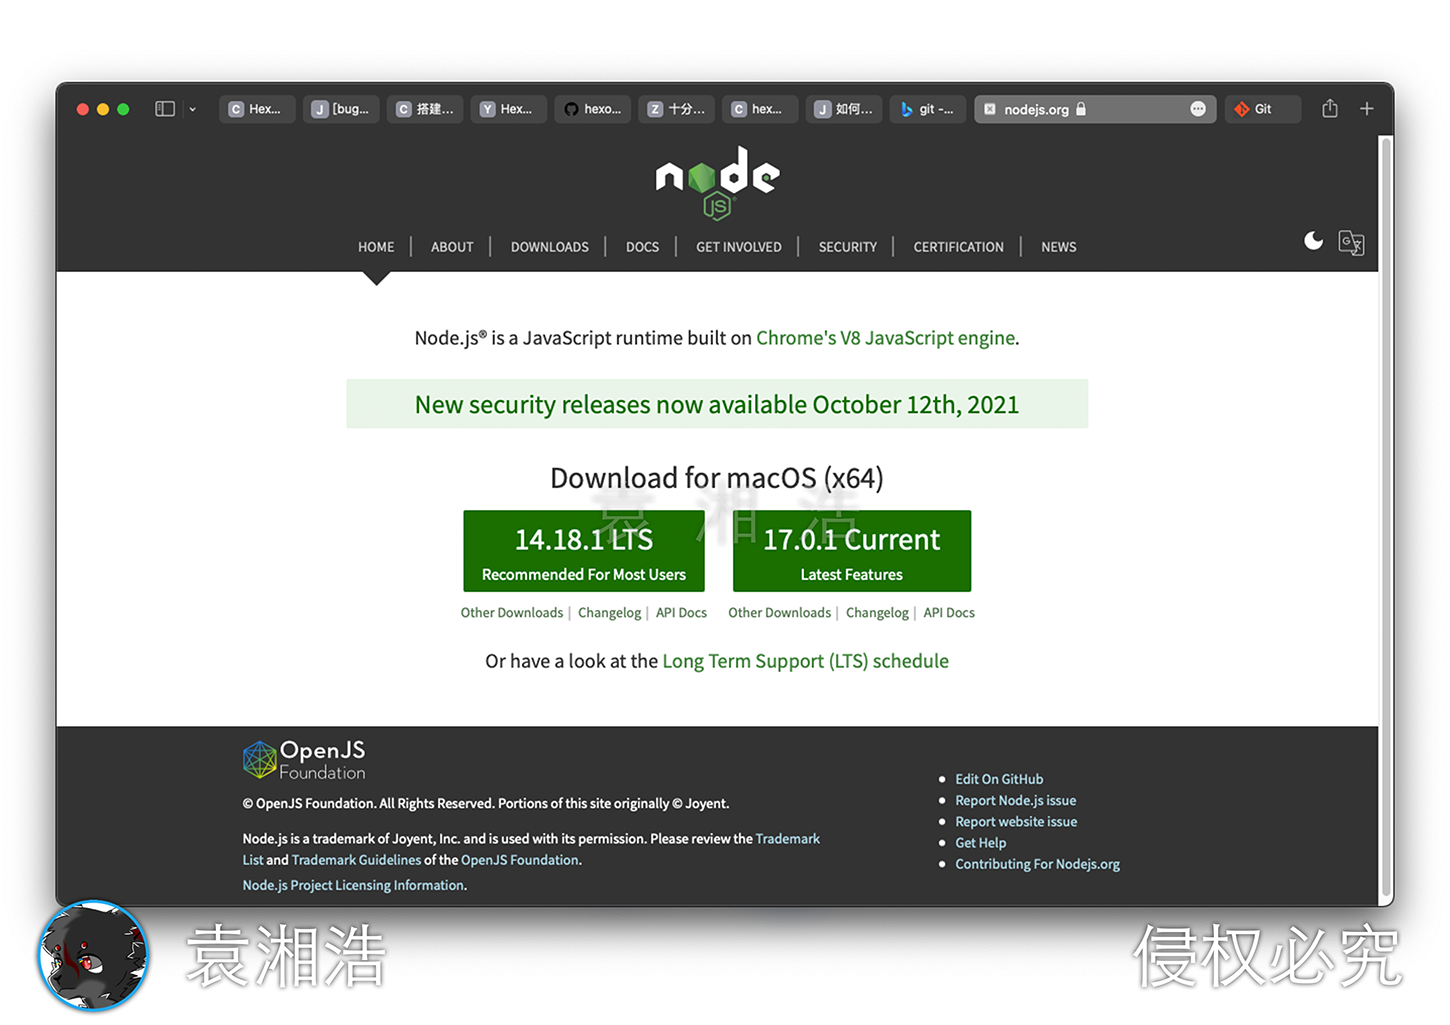 C Hex...
J [bug...
C 搭建...
Y Hex...
hexo...
Z 十分...
C hex...
J 如何...
git -...
nodejs.org
Git
node
JS
HOME | ABOUT | DOWNLOADS | DOCS | GET INVOLVED | SECURITY | CERTIFICATION | NEWS
Node.js® is a JavaScript runtime built on Chrome's V8 JavaScript engine.
New security releases now available October 12th, 2021
Download for macOS (x64)
袁湘浩
14.18.1 LTS
Recommended For Most Users
17.0.1 Current
Latest Features
Other Downloads | Changelog | API Docs
Other Downloads | Changelog | API Docs
Or have a look at the Long Term Support (LTS) schedule
OpenJS
Foundation
© OpenJS Foundation. All Rights Reserved. Portions of this site originally © Joyent.
Node.js is a trademark of Joyent, Inc. and is used with its permission. Please review the Trademark
List and Trademark Guidelines of the OpenJS Foundation.
Node.js Project Licensing Information.
Edit On GitHub
Report Node.js issue
Report website issue
Get Help
Contributing For Nodejs.org
袁湘浩
侵权必究